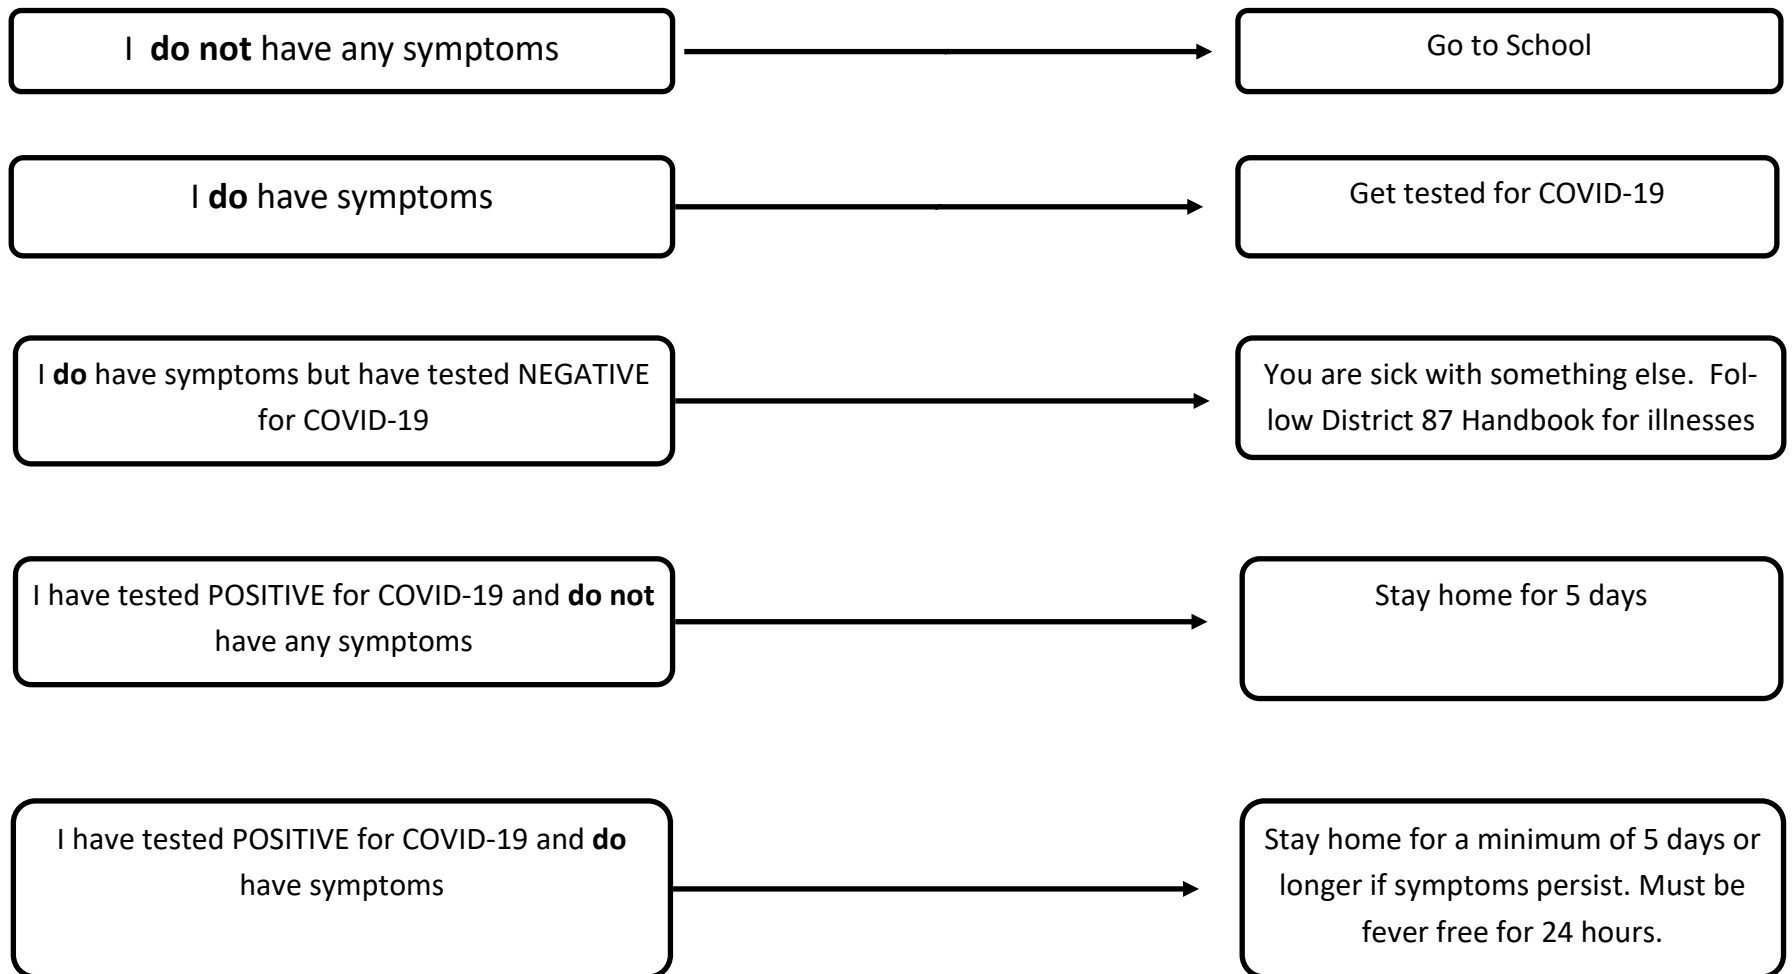 I do not have any symptoms
Go to School
I do have symptoms
Get tested for COVID-19
I do have symptoms but have tested NEGATIVE
for COVID-19
You are sick with something else. Fol-
low District 87 Handbook for illnesses
I have tested POSITIVE for COVID-19 and do not
have any symptoms
Stay home for 5 days
I have tested POSITIVE for COVID-19 and do
have symptoms
Stay home for a minimum of 5 days or
longer if symptoms persist. Must be
fever free for 24 hours.